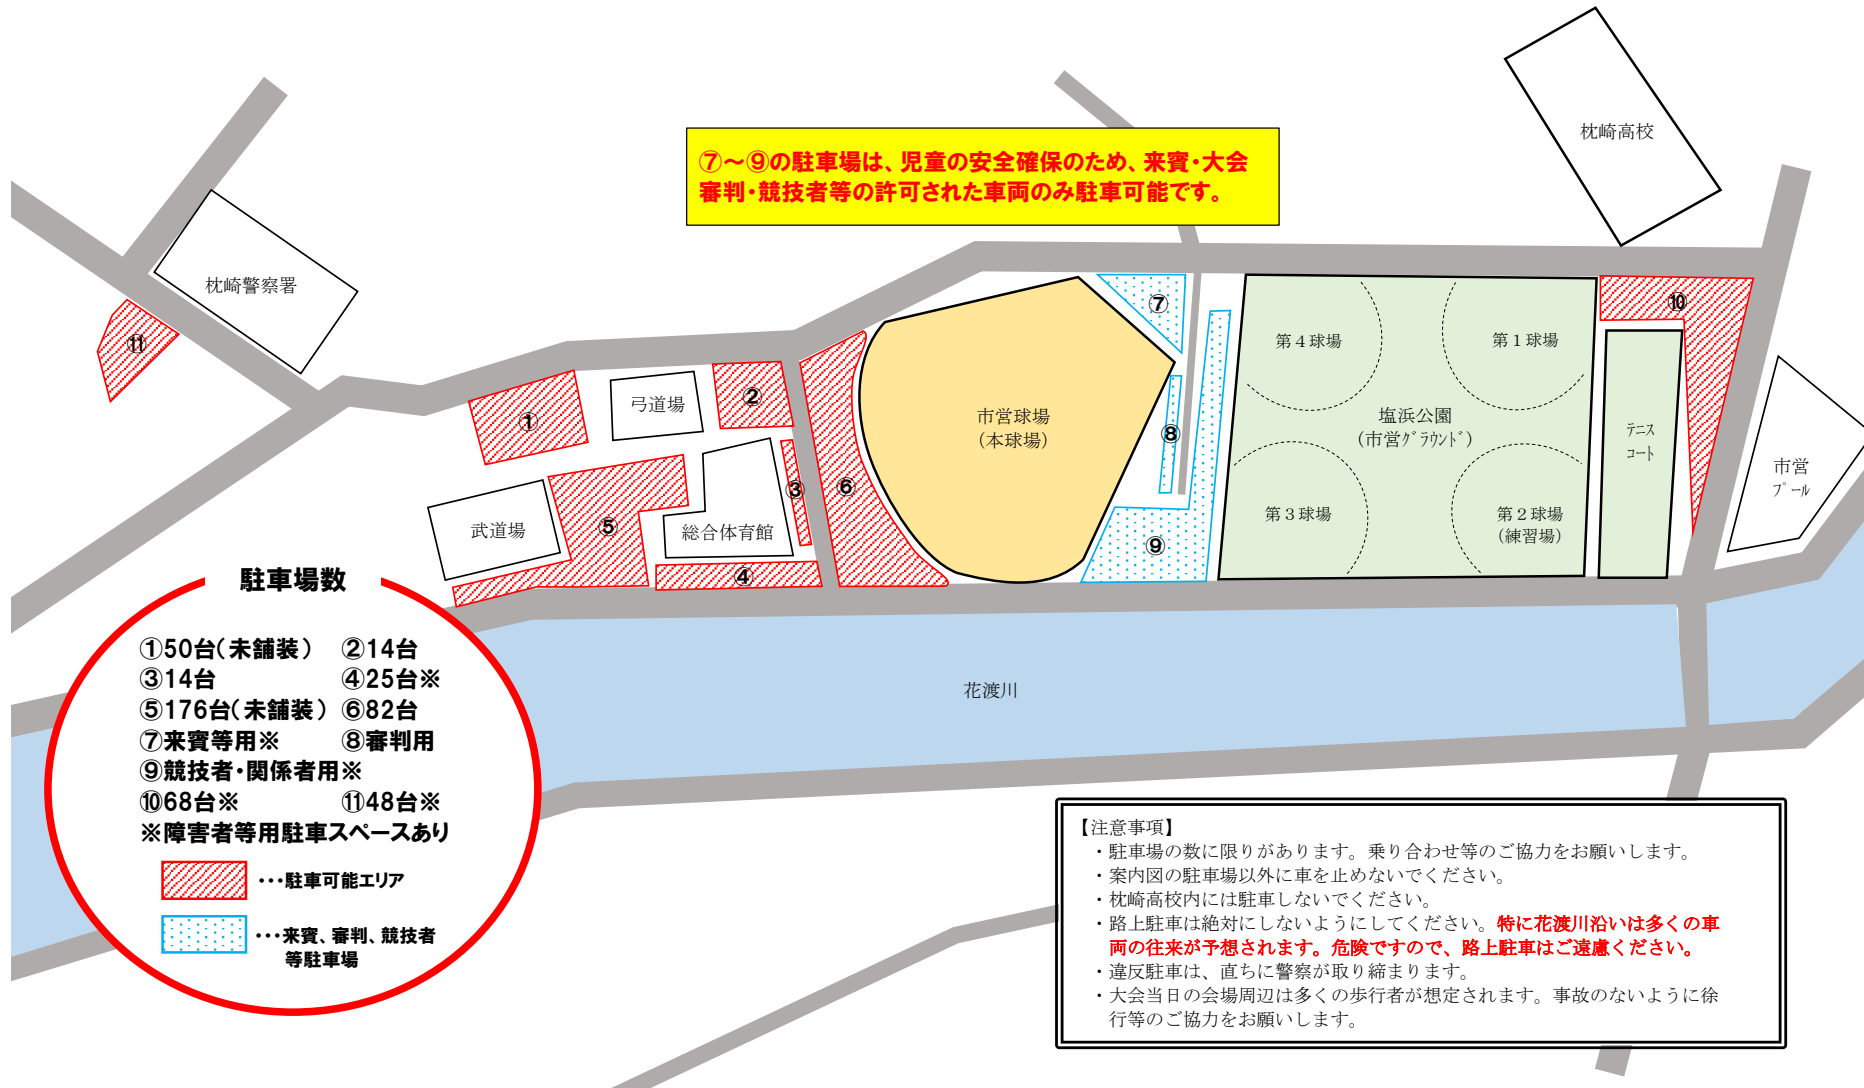 枕崎高校
⑦～⑨の駐車場は、児童の安全確保のため、来賓・大会
審判・競技者等の許可された車両のみ駐車可能です。
枕崎警察署
⑪
⑦
⑩
第４球場
第１球場
①
弓道場
②
市営球場
(本球場)
⑧
塩浜公園
(市営ｸﾞﾗｳﾝﾄﾞ)
ﾃﾆｽ
ｺｰﾄ
市営
ﾌﾟｰﾙ
武道場
⑤
総合体育館
③
⑥
④
⑨
第３球場
第２球場
(練習場)
花渡川
駐車場数
①50台(未舗装) ②14台
③14台 ④25台※
⑤176台(未舗装) ⑥82台
⑦来賓等用※ ⑧審判用
⑨競技者・関係者用※
⑩68台※ ⑪48台※
※障害者等用駐車スペースあり
･･･駐車可能エリア
･･･来賓、審判、競技者
等駐車場
【注意事項】
・駐車場の数に限りがあります。乗り合わせ等のご協力をお願いします。
・案内図の駐車場以外に車を止めないでください。
・枕崎高校内には駐車しないでください。
・路上駐車は絶対にしないようにしてください。特に花渡川沿いは多くの車
両の往来が予想されます。危険ですので、路上駐車はご遠慮ください。
・違反駐車は、直ちに警察が取り締まります。
・大会当日の会場周辺は多くの歩行者が想定されます。事故のないように徐
行等のご協力をお願いします。